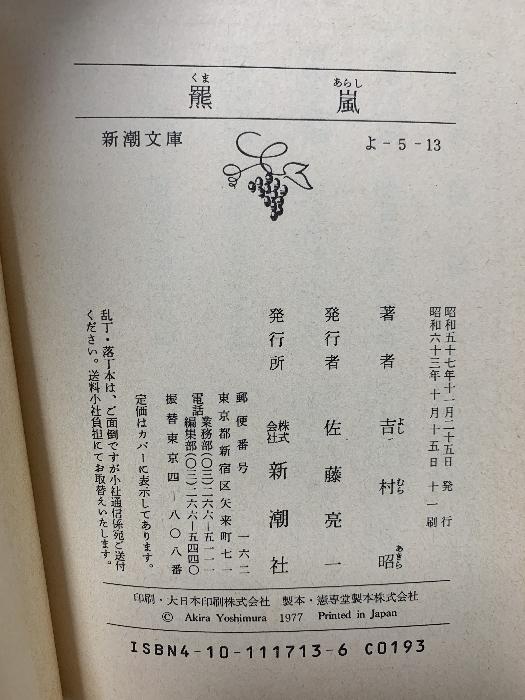 羆嵐
くま あらし
新潮文庫 よ-5-13
昭和五十七年十一月二十五日 発行
昭和六十三年十月十五日 十一刷
著者 吉村昭
よし むら あきら
発行者 佐藤亮一
発行所 株式会社 新潮社
郵便番号 一六二
東京都新宿区矢来町七一
電話 業務部(〇三)二六六―五一一一
編集部(〇三)二六六―五四四〇
振替東京四―八〇八番
定価はカバーに表示してあります。
乱丁・落丁本は、ご面倒ですが小社通信係宛ご送付
ください。送料小社負担にてお取替えいたします。
印刷・大日本印刷株式会社 製本・憲専堂製本株式会社
© Akira Yoshimura 1977 Printed in Japan
ISBN4-10-111713-6 C0193